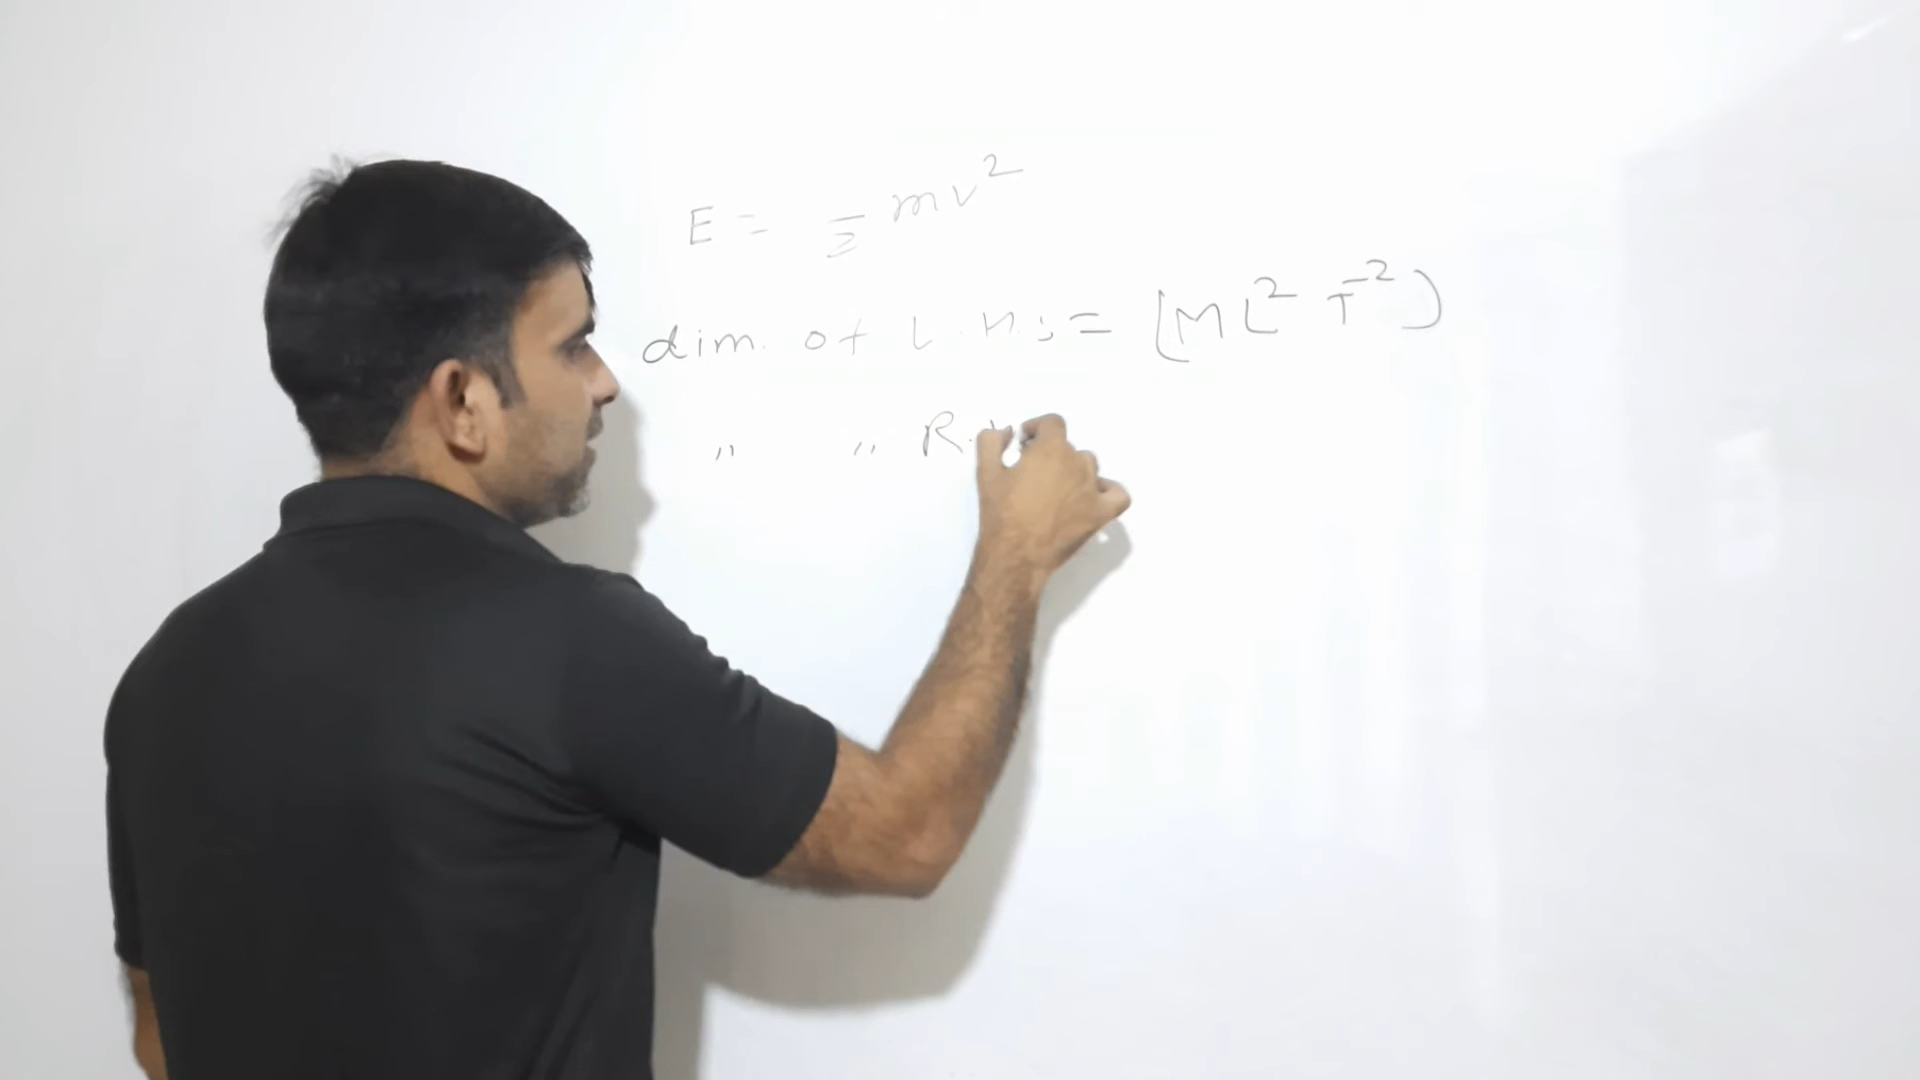 E = 1/2 mv²
dim. of L.H.S = [M L² T⁻²]
〃 〃 R.H